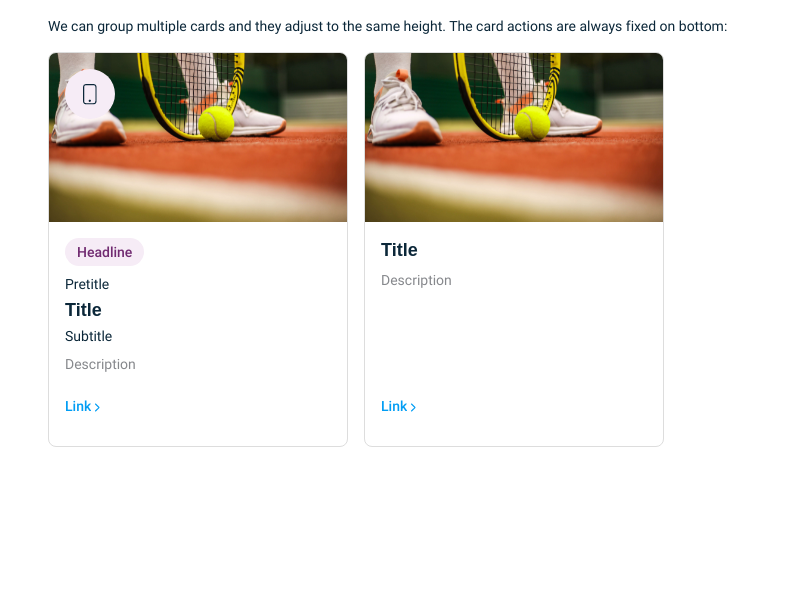 We can group multiple cards and they adjust to the same height. The card actions are always fixed on bottom:
Headline
Pretitle
Title
Subtitle
Description
Link
Title
Description
Link